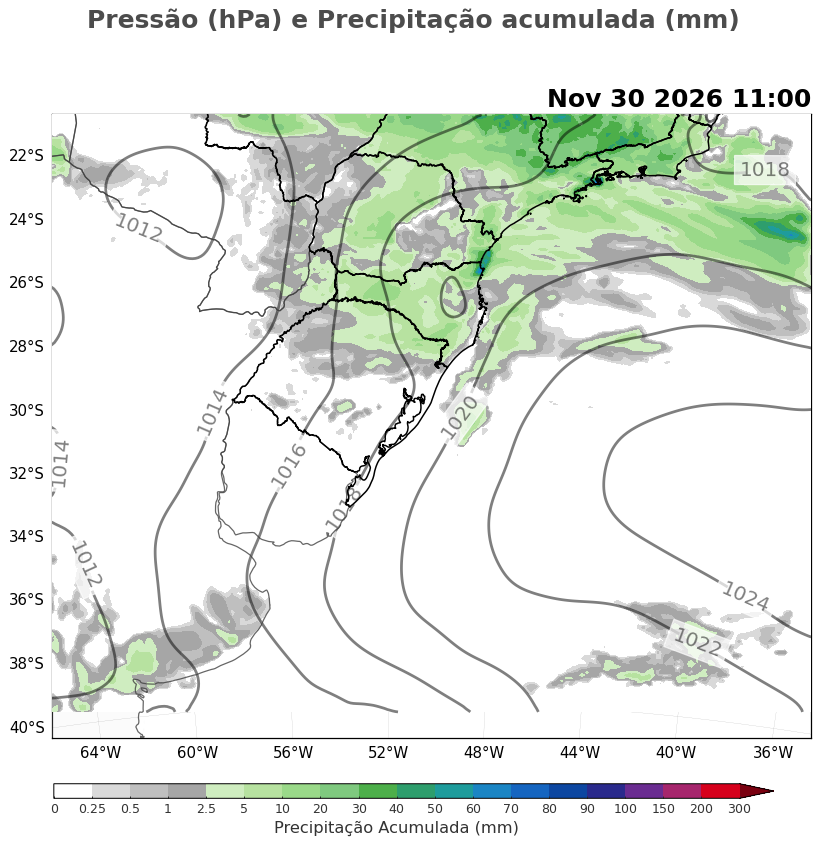 Pressão (hPa) e Precipitação acumulada (mm)
Nov 30 2026 11:00
22°S
24°S
26°S
28°S
30°S
32°S
34°S
36°S
38°S
40°S
1018
1012
1014
1020
1014
1016
1018
1012
1024
1022
64°W 60°W 56°W 52°W 48°W 44°W 40°W 36°W
0 0.25 0.5 1 2.5 5 10 20 30 40 50 60 70 80 90 100 150 200 300
Precipitação Acumulada (mm)